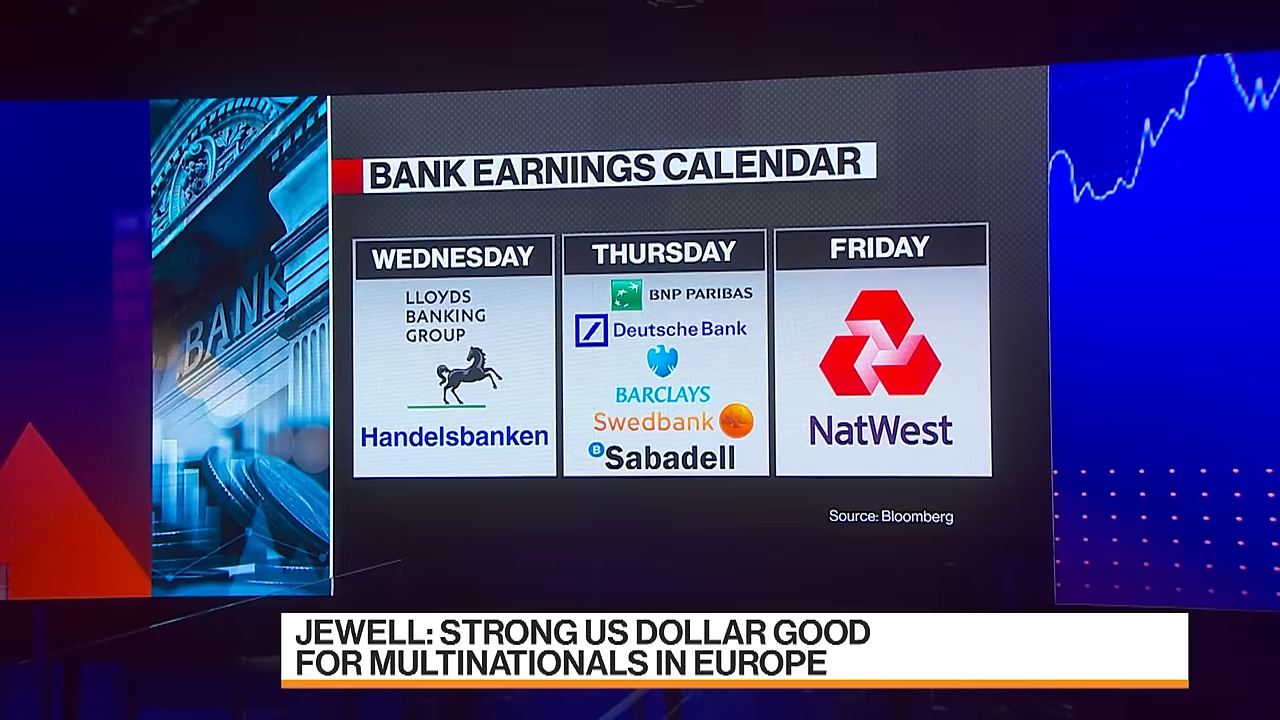 BANK
BANK EARNINGS CALENDAR
WEDNESDAY
LLOYDS
BANKING
GROUP
Handelsbanken
THURSDAY
BNP PARIBAS
Deutsche Bank
BARCLAYS
Swedbank
B Sabadell
FRIDAY
NatWest
Source: Bloomberg
JEWELL: STRONG US DOLLAR GOOD
FOR MULTINATIONALS IN EUROPE